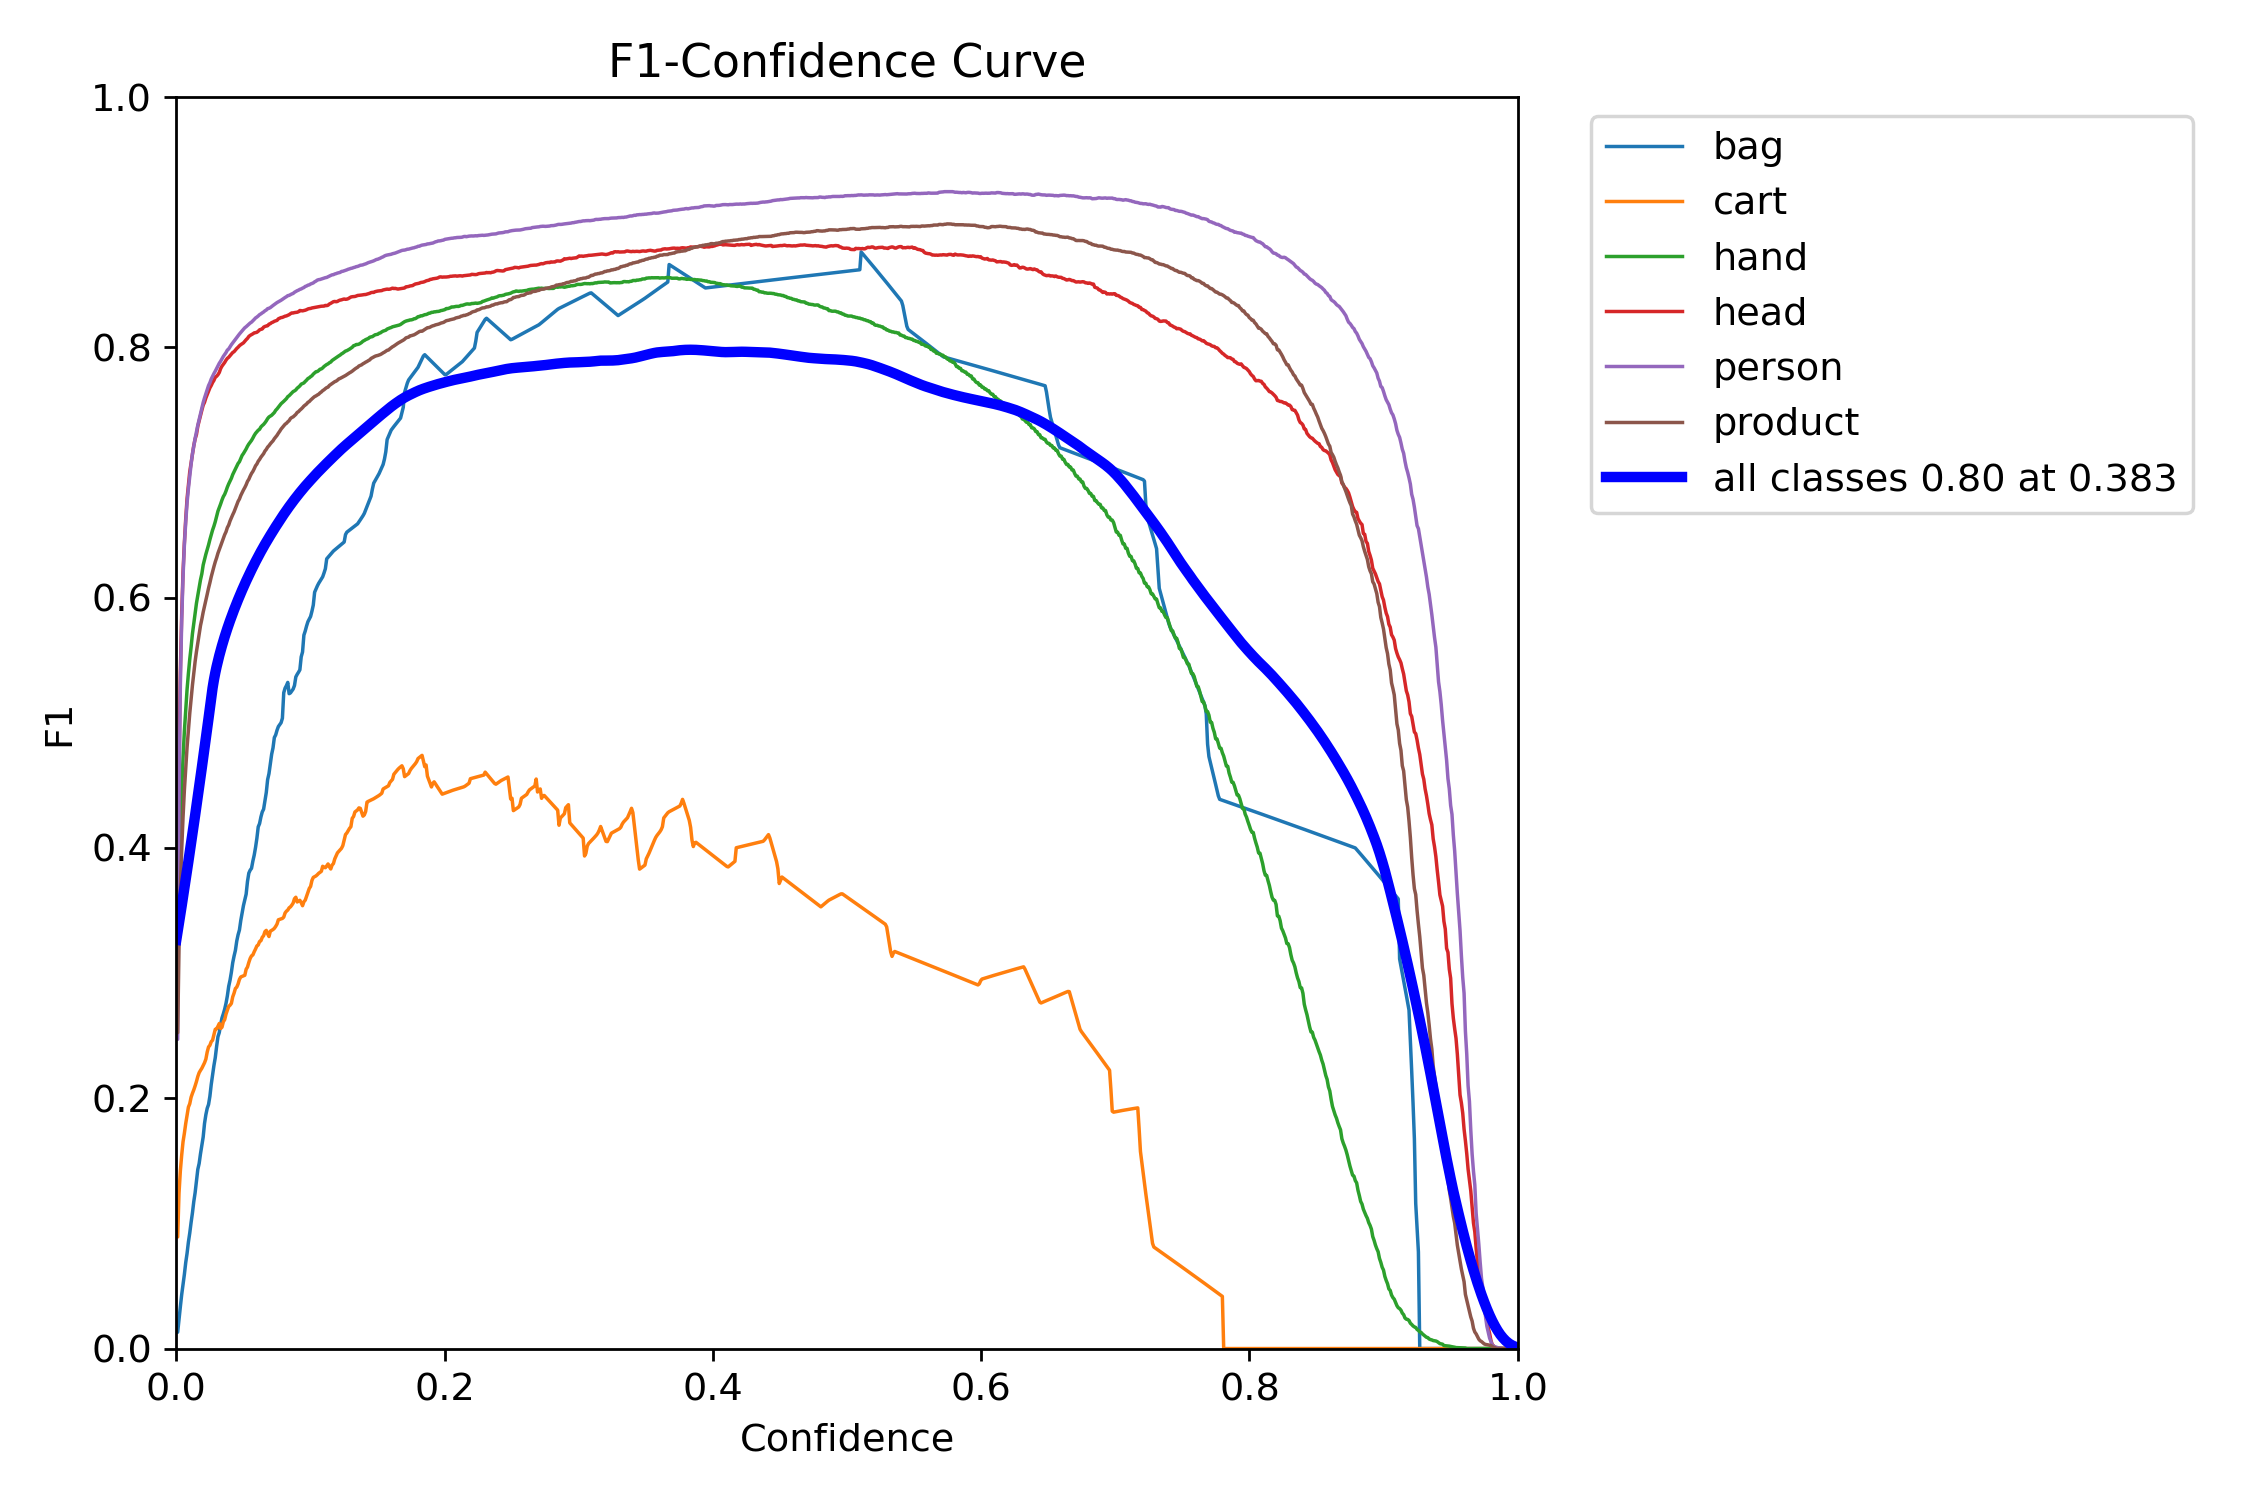 F1-Confidence Curve
1.0
0.8
0.6
0.4
0.2
0.0
F1
0.0 0.2 0.4 0.6 0.8 1.0
Confidence
bag
cart
hand
head
person
product
all classes 0.80 at 0.383